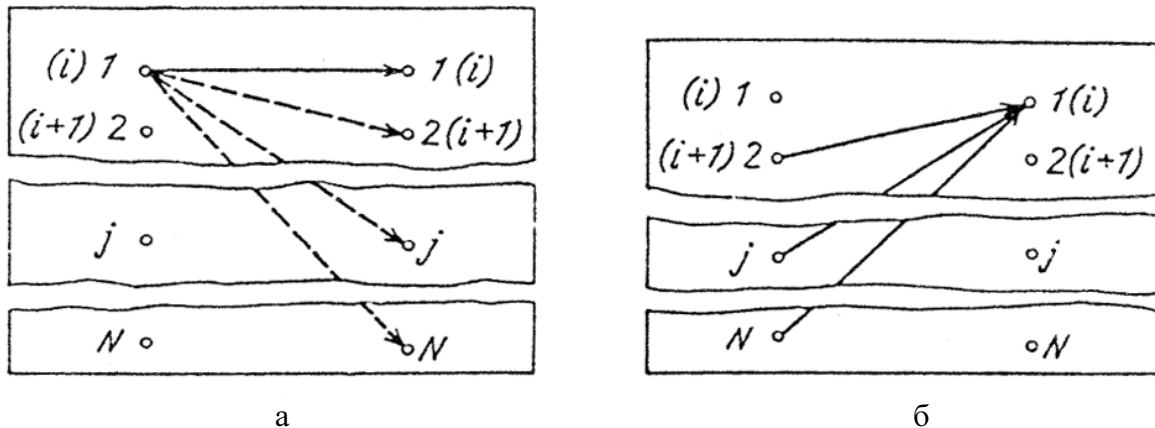 (i) 1 1 (i)
(i+1) 2 2 (i+1)
j j
N N
а
(i) 1 1 (i)
(i+1) 2 2 (i+1)
j j
N N
б